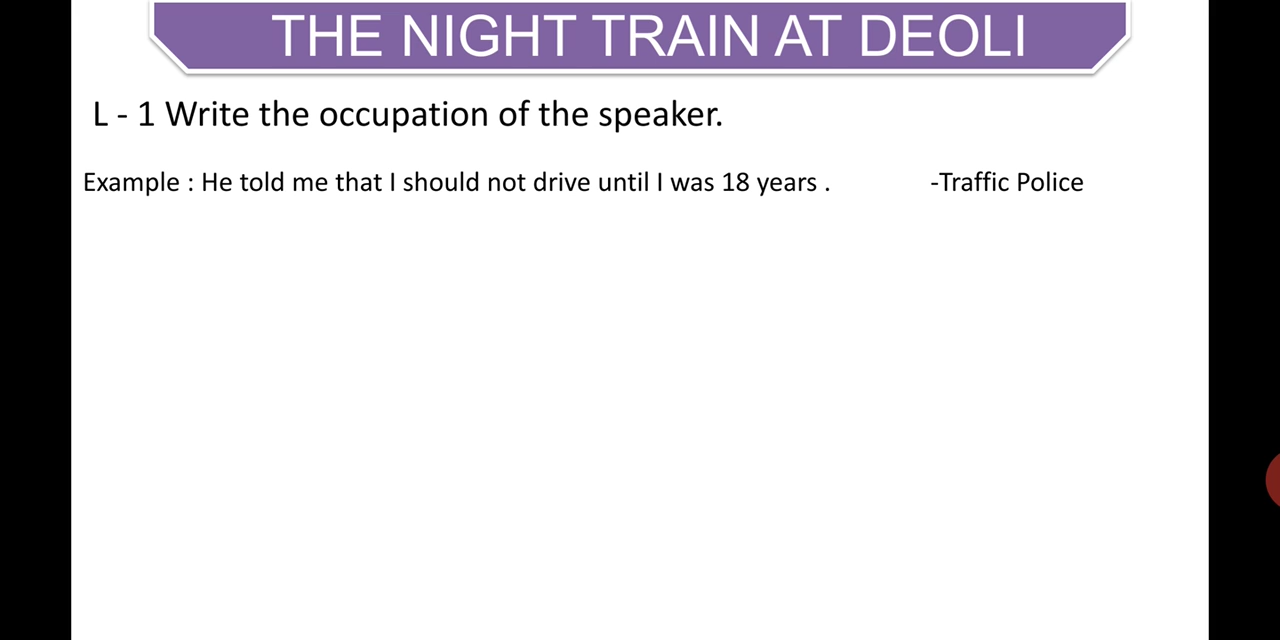 THE NIGHT TRAIN AT DEOLI
L - 1 Write the occupation of the speaker.
Example : He told me that I should not drive until I was 18 years . -Traffic Police